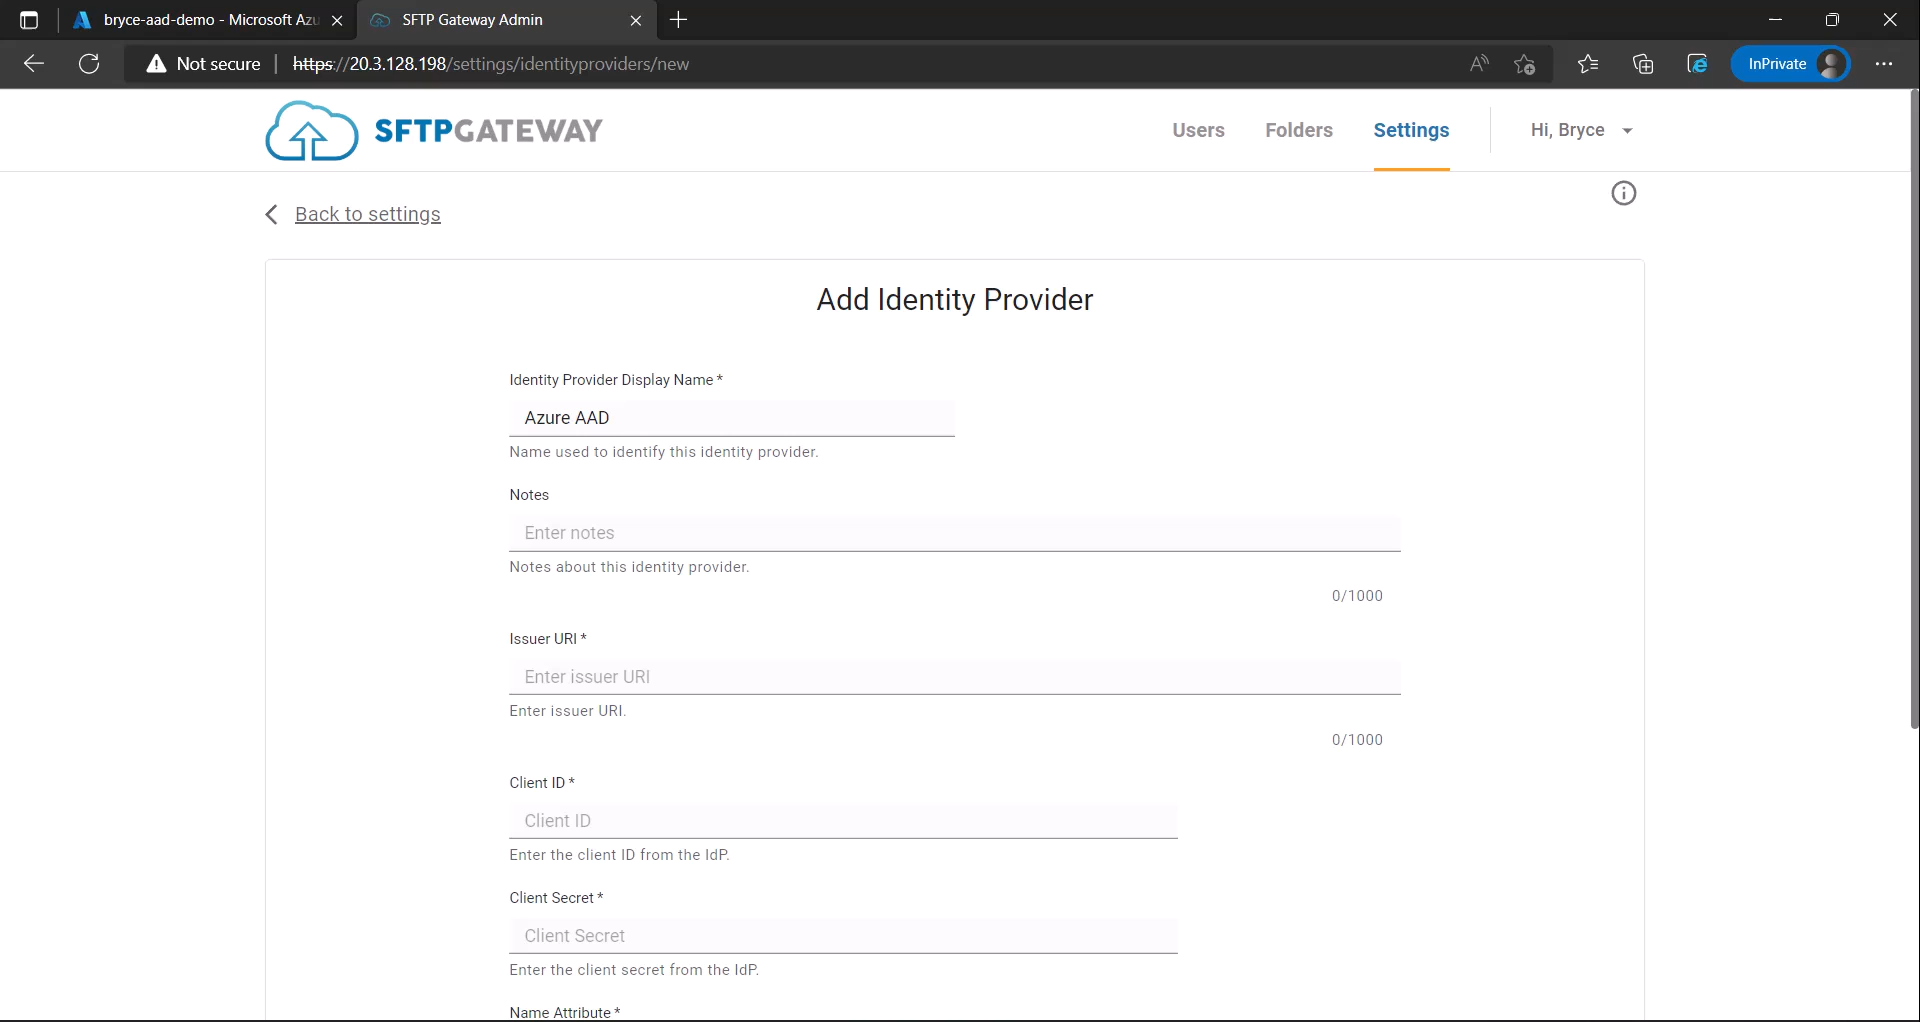 bryce-aad-demo - Microsoft Azu
SFTP Gateway Admin
Not secure
https://20.3.128.198/settings/identityproviders/new
InPrivate
SFTPGATEWAY
Users
Folders
Settings
Hi, Bryce
Back to settings
Add Identity Provider
Identity Provider Display Name *
Azure AAD
Name used to identify this identity provider.
Notes
Enter notes
Notes about this identity provider.
0/1000
Issuer URI *
Enter issuer URI
Enter issuer URI.
0/1000
Client ID *
Client ID
Enter the client ID from the IdP.
Client Secret *
Client Secret
Enter the client secret from the IdP.
Name Attribute *